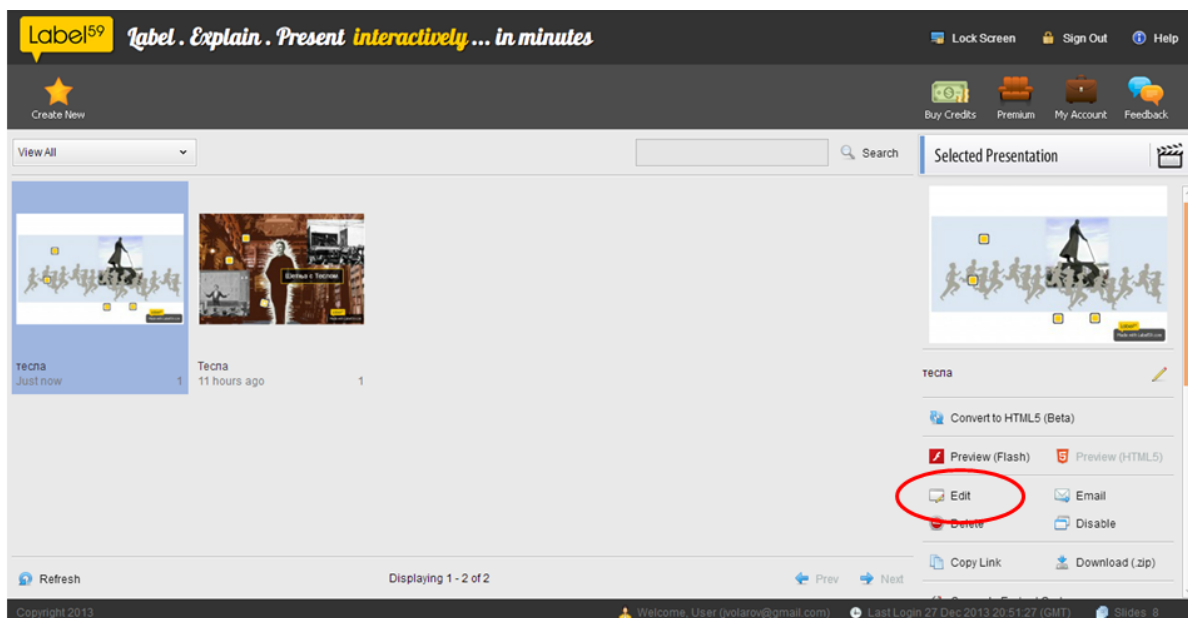 Label59 Label . Explain . Present interactively ... in minutes
Lock Screen Sign Out Help
Create New
Buy Credits Premium My Account Feedback
View All
Search
Selected Presentation
Шетња с Теслом
тесла
Just now 1
Тесла
11 hours ago 1
тесла
Convert to HTML5 (Beta)
Preview (Flash) Preview (HTML5)
Edit Email
Delete Disable
Copy Link Download (.zip)
Refresh Displaying 1 - 2 of 2 Prev Next
Copyright 2013 Welcome, User (jvolarov@gmail.com) Last Login 27 Dec 2013 20:51:27 (GMT) Slides 8